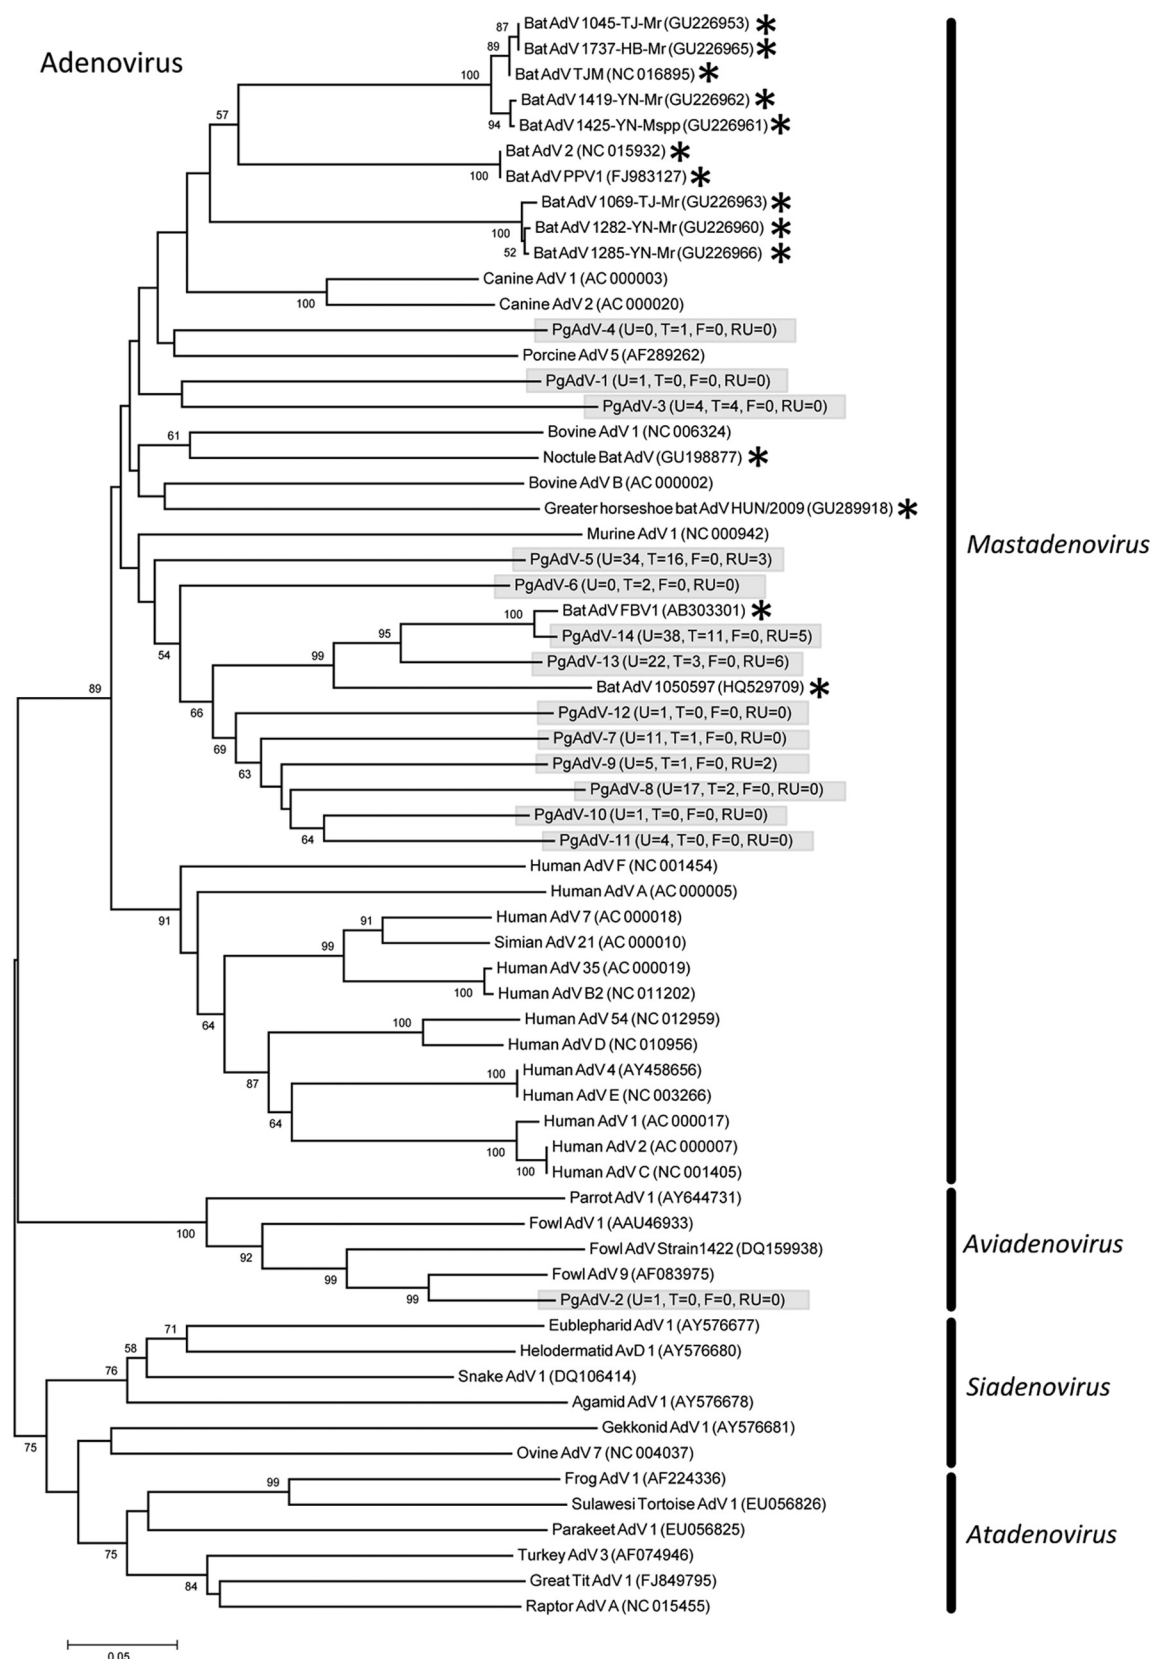 Adenovirus
87
Bat AdV 1045-TJ-Mr (GU226953) *
89
Bat AdV 1737-HB-Mr (GU226965) *
100
Bat AdV TJM (NC 016895) *
Bat AdV 1419-YN-Mr (GU226962) *
94
Bat AdV 1425-YN-Mspp (GU226961) *
57
Bat AdV 2 (NC 015932) *
100
Bat AdV PPV1 (FJ983127) *
Bat AdV 1069-TJ-Mr (GU226963) *
100
Bat AdV 1282-YN-Mr (GU226960) *
52
Bat AdV 1285-YN-Mr (GU226966) *
Canine AdV 1 (AC 000003)
100
Canine AdV 2 (AC 000020)
PgAdV-4 (U=0, T=1, F=0, RU=0)
Porcine AdV 5 (AF289262)
PgAdV-1 (U=1, T=0, F=0, RU=0)
PgAdV-3 (U=4, T=4, F=0, RU=0)
61
Bovine AdV 1 (NC 006324)
Noctule Bat AdV (GU198877) *
Bovine AdV B (AC 000002)
Greater horseshoe bat AdV HUN/2009 (GU289918) *
Murine AdV 1 (NC 000942)
Mastadenovirus
PgAdV-5 (U=34, T=16, F=0, RU=3)
PgAdV-6 (U=0, T=2, F=0, RU=0)
100
Bat AdV FBV1 (AB303301) *
95
PgAdV-14 (U=38, T=11, F=0, RU=5)
54
99
PgAdV-13 (U=22, T=3, F=0, RU=6)
89
Bat AdV 1050597 (HQ529709) *
66
PgAdV-12 (U=1, T=0, F=0, RU=0)
69
PgAdV-7 (U=11, T=1, F=0, RU=0)
63
PgAdV-9 (U=5, T=1, F=0, RU=2)
PgAdV-8 (U=17, T=2, F=0, RU=0)
PgAdV-10 (U=1, T=0, F=0, RU=0)
64
PgAdV-11 (U=4, T=0, F=0, RU=0)
Human AdV F (NC 001454)
Human AdV A (AC 000005)
91
91
Human AdV 7 (AC 000018)
99
Simian AdV 21 (AC 000010)
Human AdV 35 (AC 000019)
100
Human AdV B2 (NC 011202)
64
100
Human AdV 54 (NC 012959)
Human AdV D (NC 010956)
87
100
Human AdV 4 (AY458656)
Human AdV E (NC 003266)
64
Human AdV 1 (AC 000017)
100
Human AdV 2 (AC 000007)
100
Human AdV C (NC 001405)
Parrot AdV 1 (AY644731)
100
Fowl AdV 1 (AAU46933)
92
Fowl AdV Strain1422 (DQ159938)
Aviadenovirus
99
Fowl AdV 9 (AF083975)
99
PgAdV-2 (U=1, T=0, F=0, RU=0)
71
Eublepharid AdV 1 (AY576677)
58
Helodermatid AvD 1 (AY576680)
76
Snake AdV 1 (DQ106414)
Siadenovirus
Agamid AdV 1 (AY576678)
75
Gekkonid AdV 1 (AY576681)
Ovine AdV 7 (NC 004037)
99
Frog AdV 1 (AF224336)
Sulawesi Tortoise AdV 1 (EU056826)
Parakeet AdV 1 (EU056825)
Atadenovirus
75
Turkey AdV 3 (AF074946)
84
Great Tit AdV 1 (FJ849795)
Raptor AdV A (NC 015455)
0.05